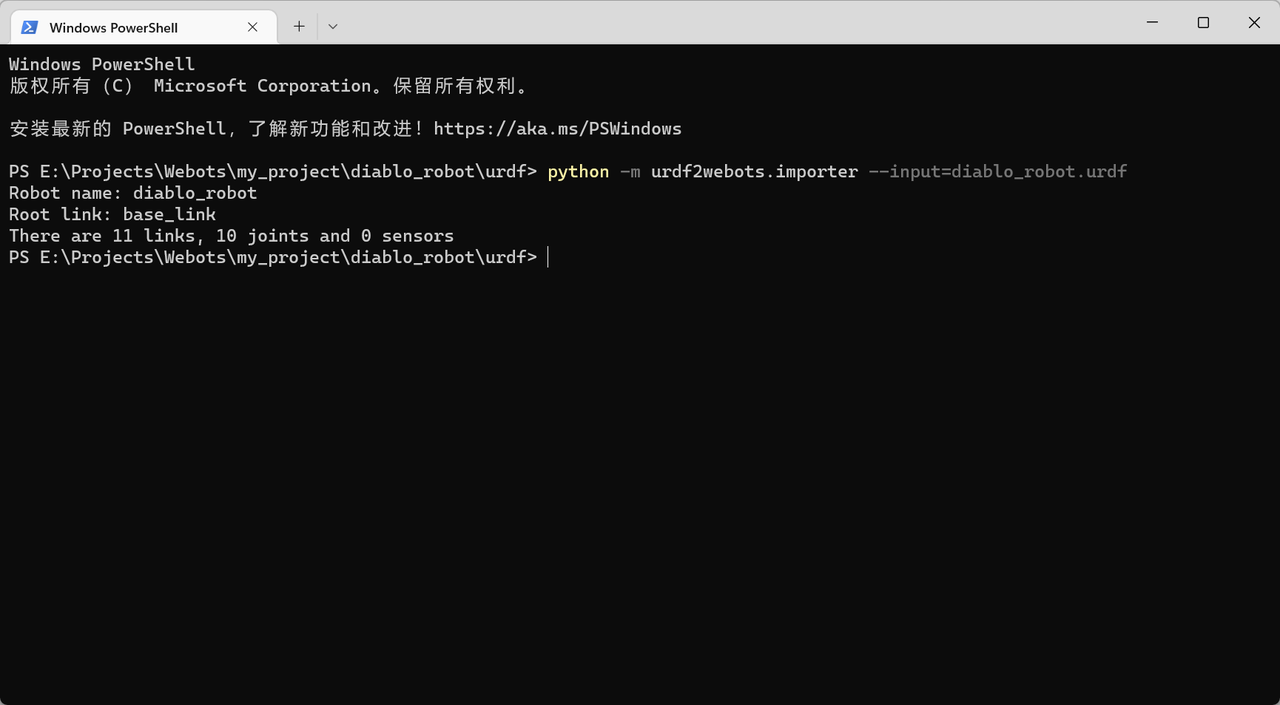 Windows PowerShell
Windows PowerShell
版权所有（C） Microsoft Corporation。保留所有权利。
安装最新的 PowerShell，了解新功能和改进！https://aka.ms/PSWindows
PS E:\Projects\Webots\my_project\diablo_robot\urdf> python -m urdf2webots.importer --input=diablo_robot.urdf
Robot name: diablo_robot
Root link: base_link
There are 11 links, 10 joints and 0 sensors
PS E:\Projects\Webots\my_project\diablo_robot\urdf>